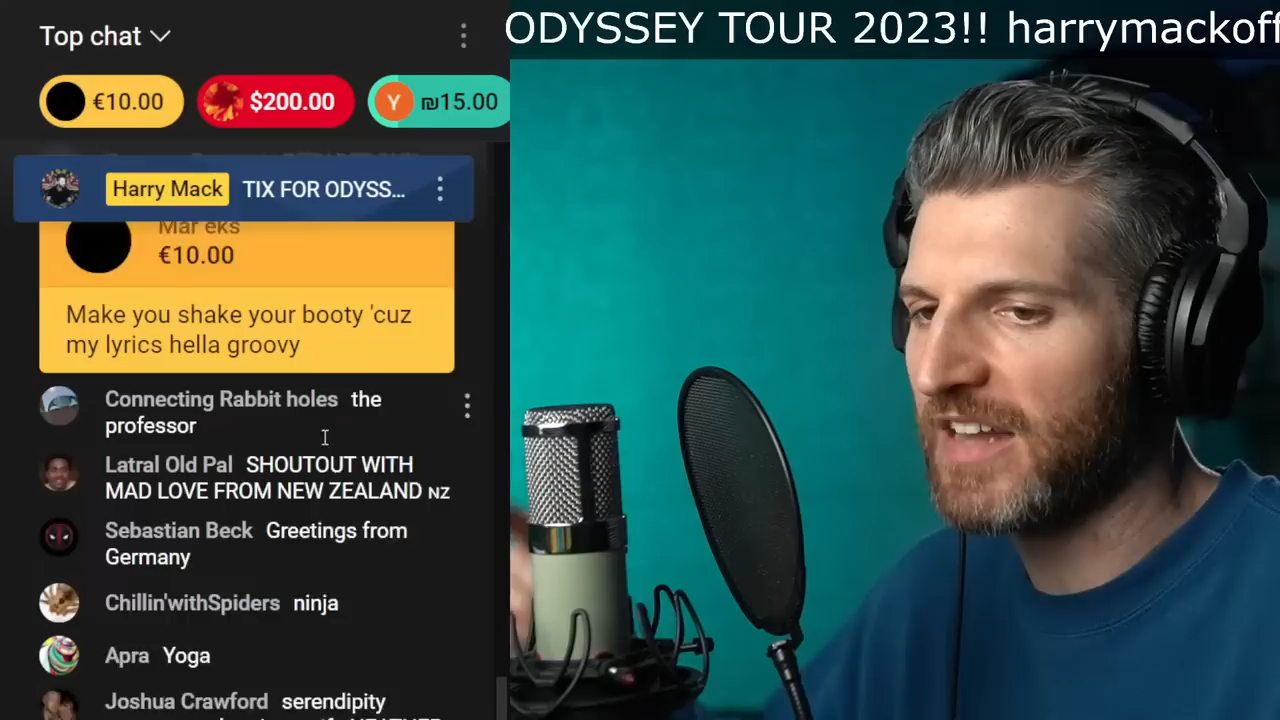 Top chat
ODYSSEY TOUR 2023!! harrymackoff
€10.00
$200.00
Y
₪15.00
Harry Mack TIX FOR ODYSS...
Mar eks
€10.00
Make you shake your booty 'cuz
my lyrics hella groovy
Connecting Rabbit holes the
professor
Latral Old Pal SHOUTOUT WITH
MAD LOVE FROM NEW ZEALAND NZ
Sebastian Beck Greetings from
Germany
Chillin'withSpiders ninja
Apra Yoga
Joshua Crawford serendipity